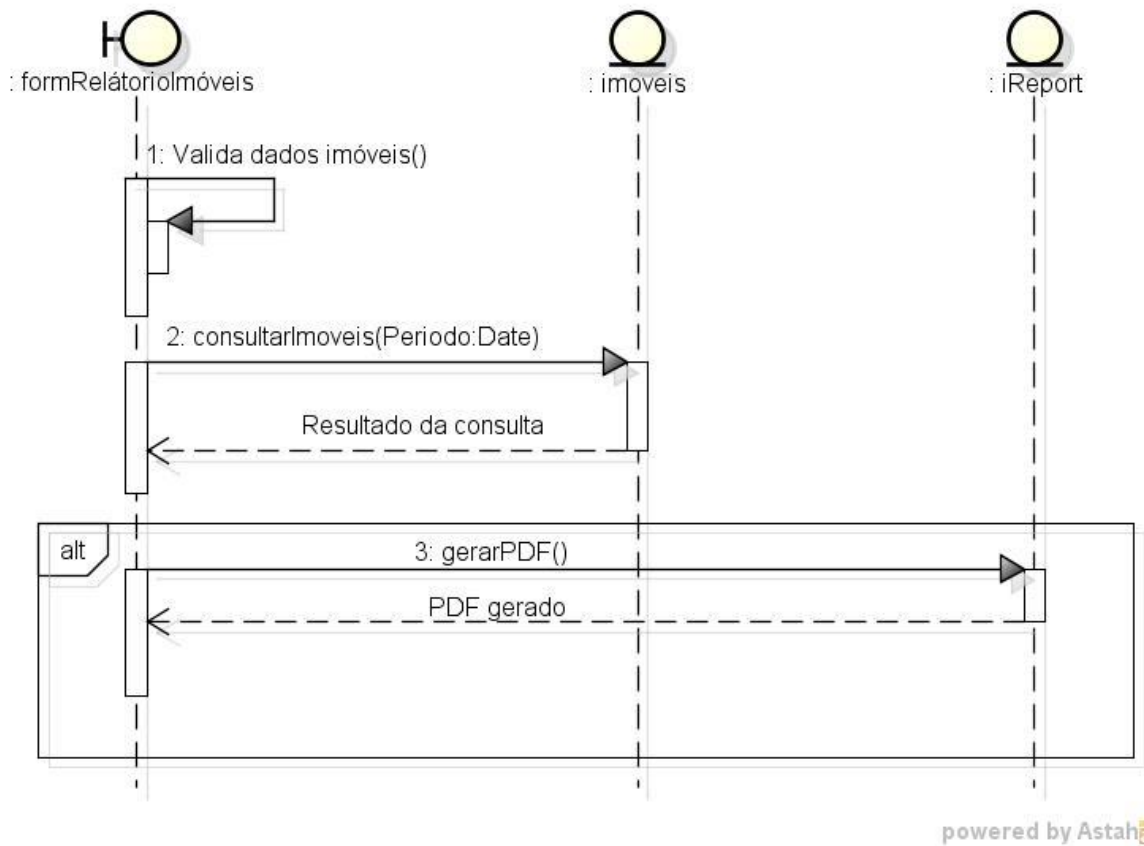 : formRelátorioImóveis
: imoveis
: iReport
1: Valida dados imóveis()
2: consultarImoveis(Periodo:Date)
Resultado da consulta
alt
3: gerarPDF()
PDF gerado
powered by Astah